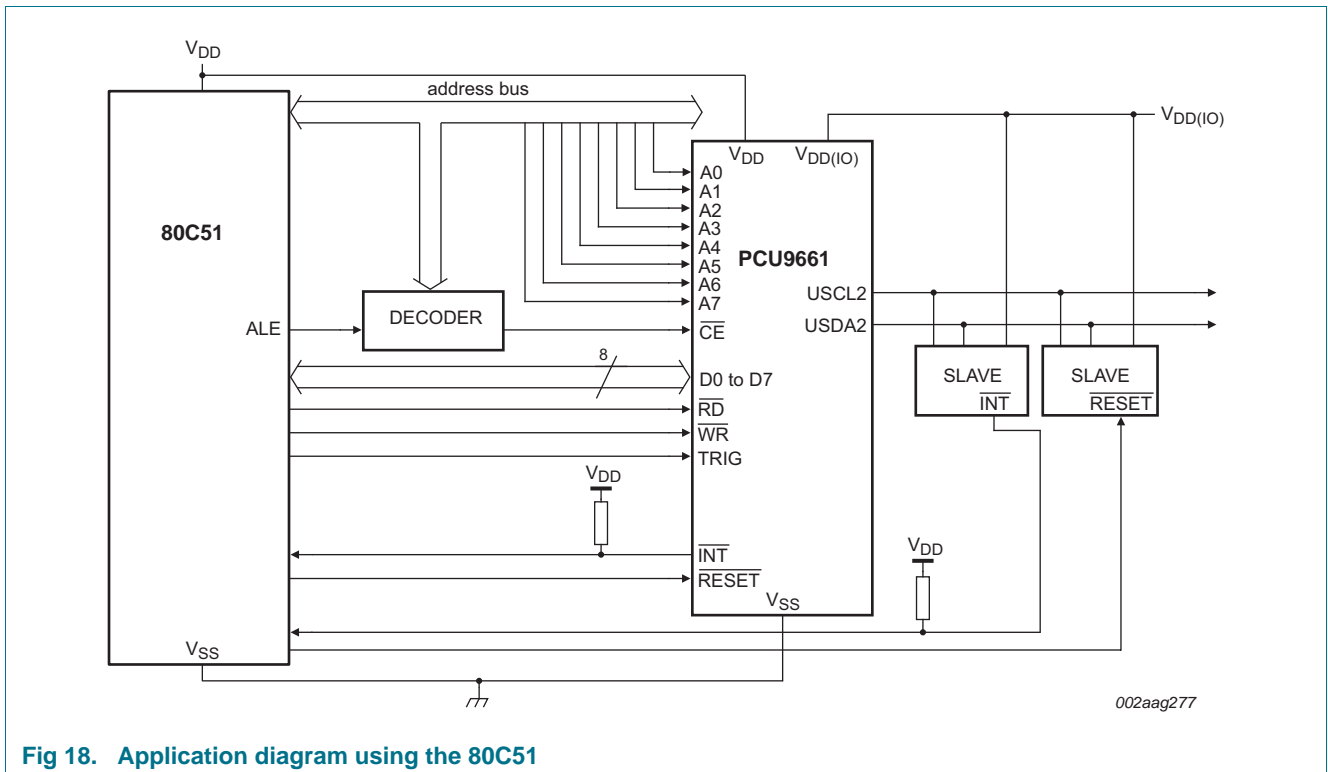 VDD
address bus
VDD(IO)
VDD VDD(IO)
A0
A1
A2
A3
A4
A5
A6
A7
80C51
PCU9661
USCL2
USDA2
ALE
DECODER
CE
8
D0 to D7
RD
WR
TRIG
SLAVE
INT
SLAVE
RESET
VDD
INT
RESET
VDD
VSS
VSS
002aag277
Fig 18. Application diagram using the 80C51